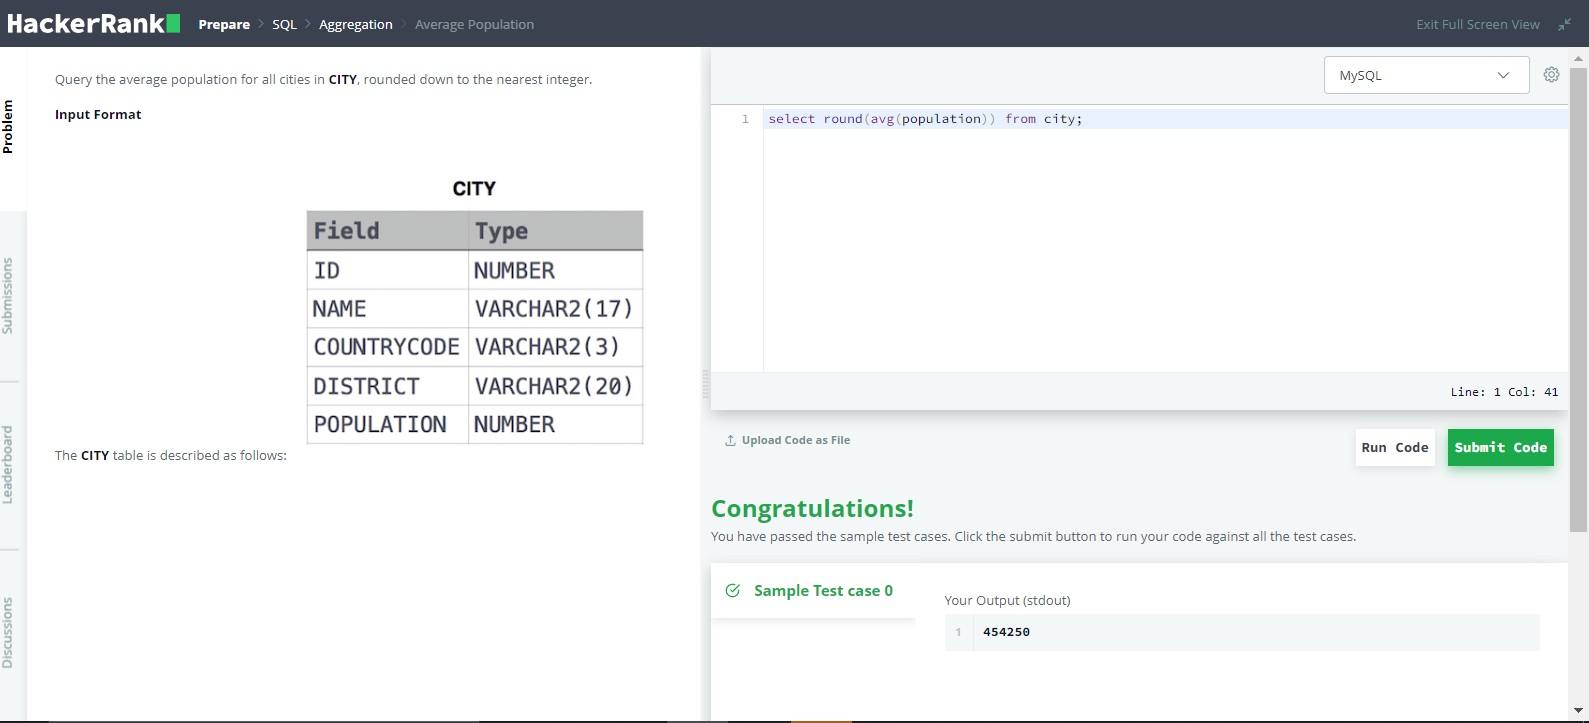 HackerRank Prepare > SQL > Aggregation > Average Population Exit Full Screen View
Problem
Submissions
Leaderboard
Discussions
Query the average population for all cities in CITY, rounded down to the nearest integer.
Input Format
CITY
Field Type
ID NUMBER
NAME VARCHAR2(17)
COUNTRYCODE VARCHAR2(3)
DISTRICT VARCHAR2(20)
POPULATION NUMBER
The CITY table is described as follows:
MySQL
1 select round(avg(population)) from city;
Line: 1 Col: 41
Upload Code as File
Run Code
Submit Code
Congratulations!
You have passed the sample test cases. Click the submit button to run your code against all the test cases.
Sample Test case 0
Your Output (stdout)
1 454250